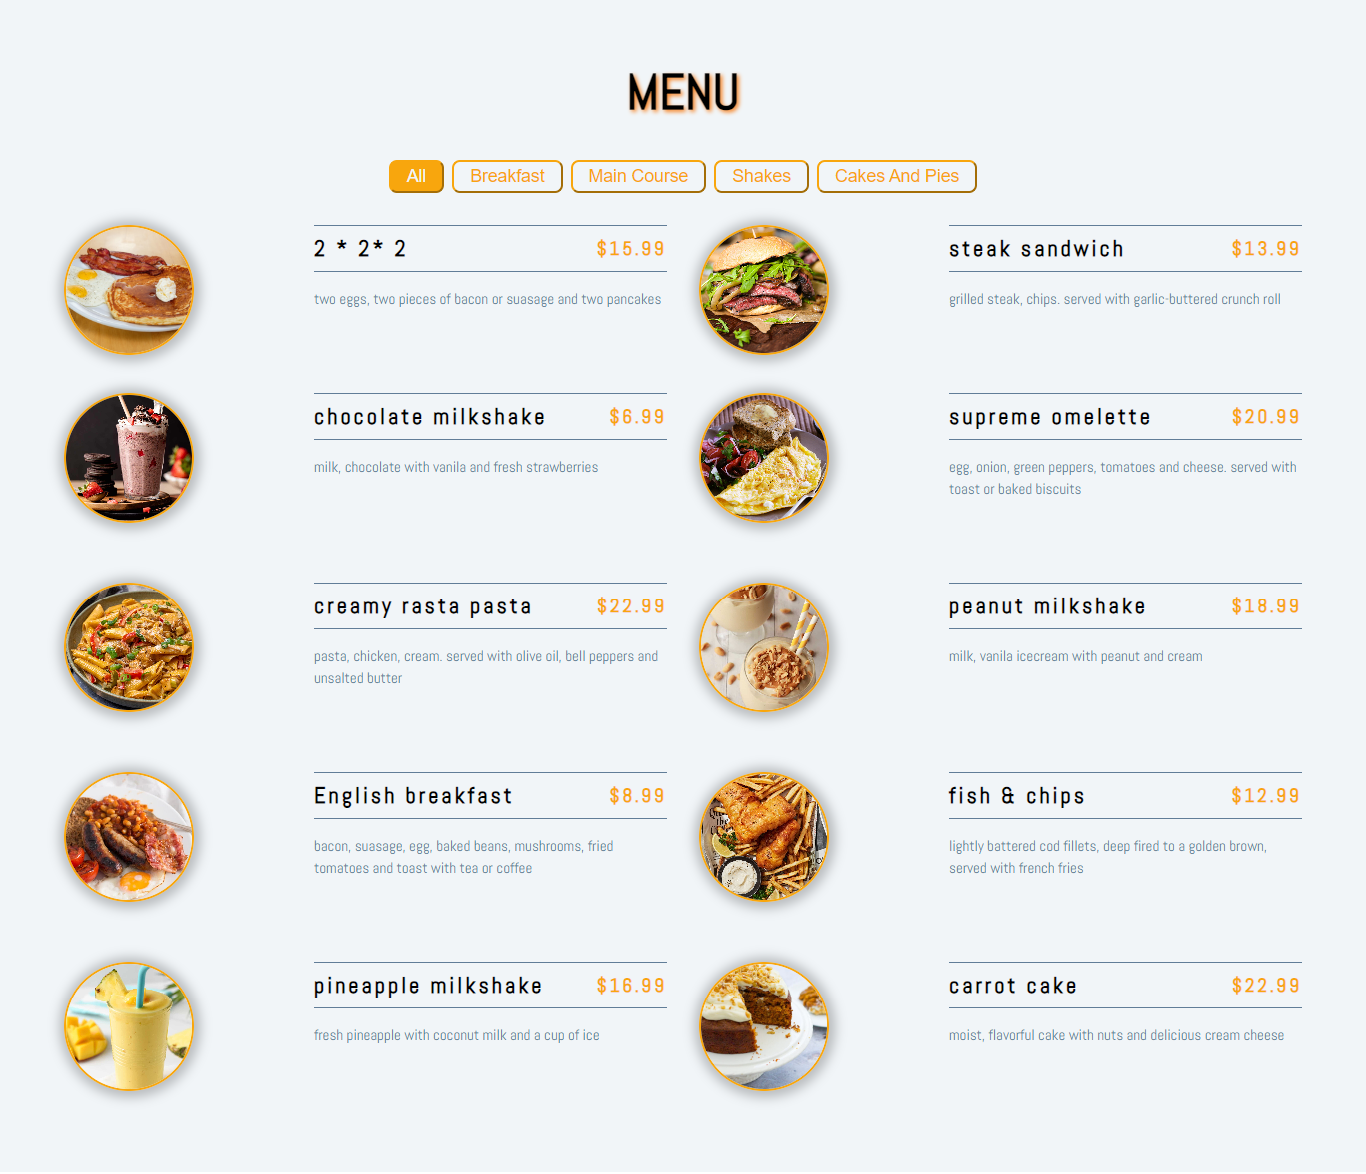 MENU
All
Breakfast
Main Course
Shakes
Cakes And Pies
2 * 2* 2
$15.99
two eggs, two pieces of bacon or suasage and two pancakes
steak sandwich
$13.99
grilled steak, chips. served with garlic-buttered crunch roll
chocolate milkshake
$6.99
milk, chocolate with vanila and fresh strawberries
supreme omelette
$20.99
egg, onion, green peppers, tomatoes and cheese. served with
toast or baked biscuits
creamy rasta pasta
$22.99
pasta, chicken, cream. served with olive oil, bell peppers and
unsalted butter
peanut milkshake
$18.99
milk, vanila icecream with peanut and cream
English breakfast
$8.99
bacon, suasage, egg, baked beans, mushrooms, fried
tomatoes and toast with tea or coffee
fish & chips
$12.99
lightly battered cod fillets, deep fired to a golden brown,
served with french fries
pineapple milkshake
$16.99
fresh pineapple with coconut milk and a cup of ice
carrot cake
$22.99
moist, flavorful cake with nuts and delicious cream cheese